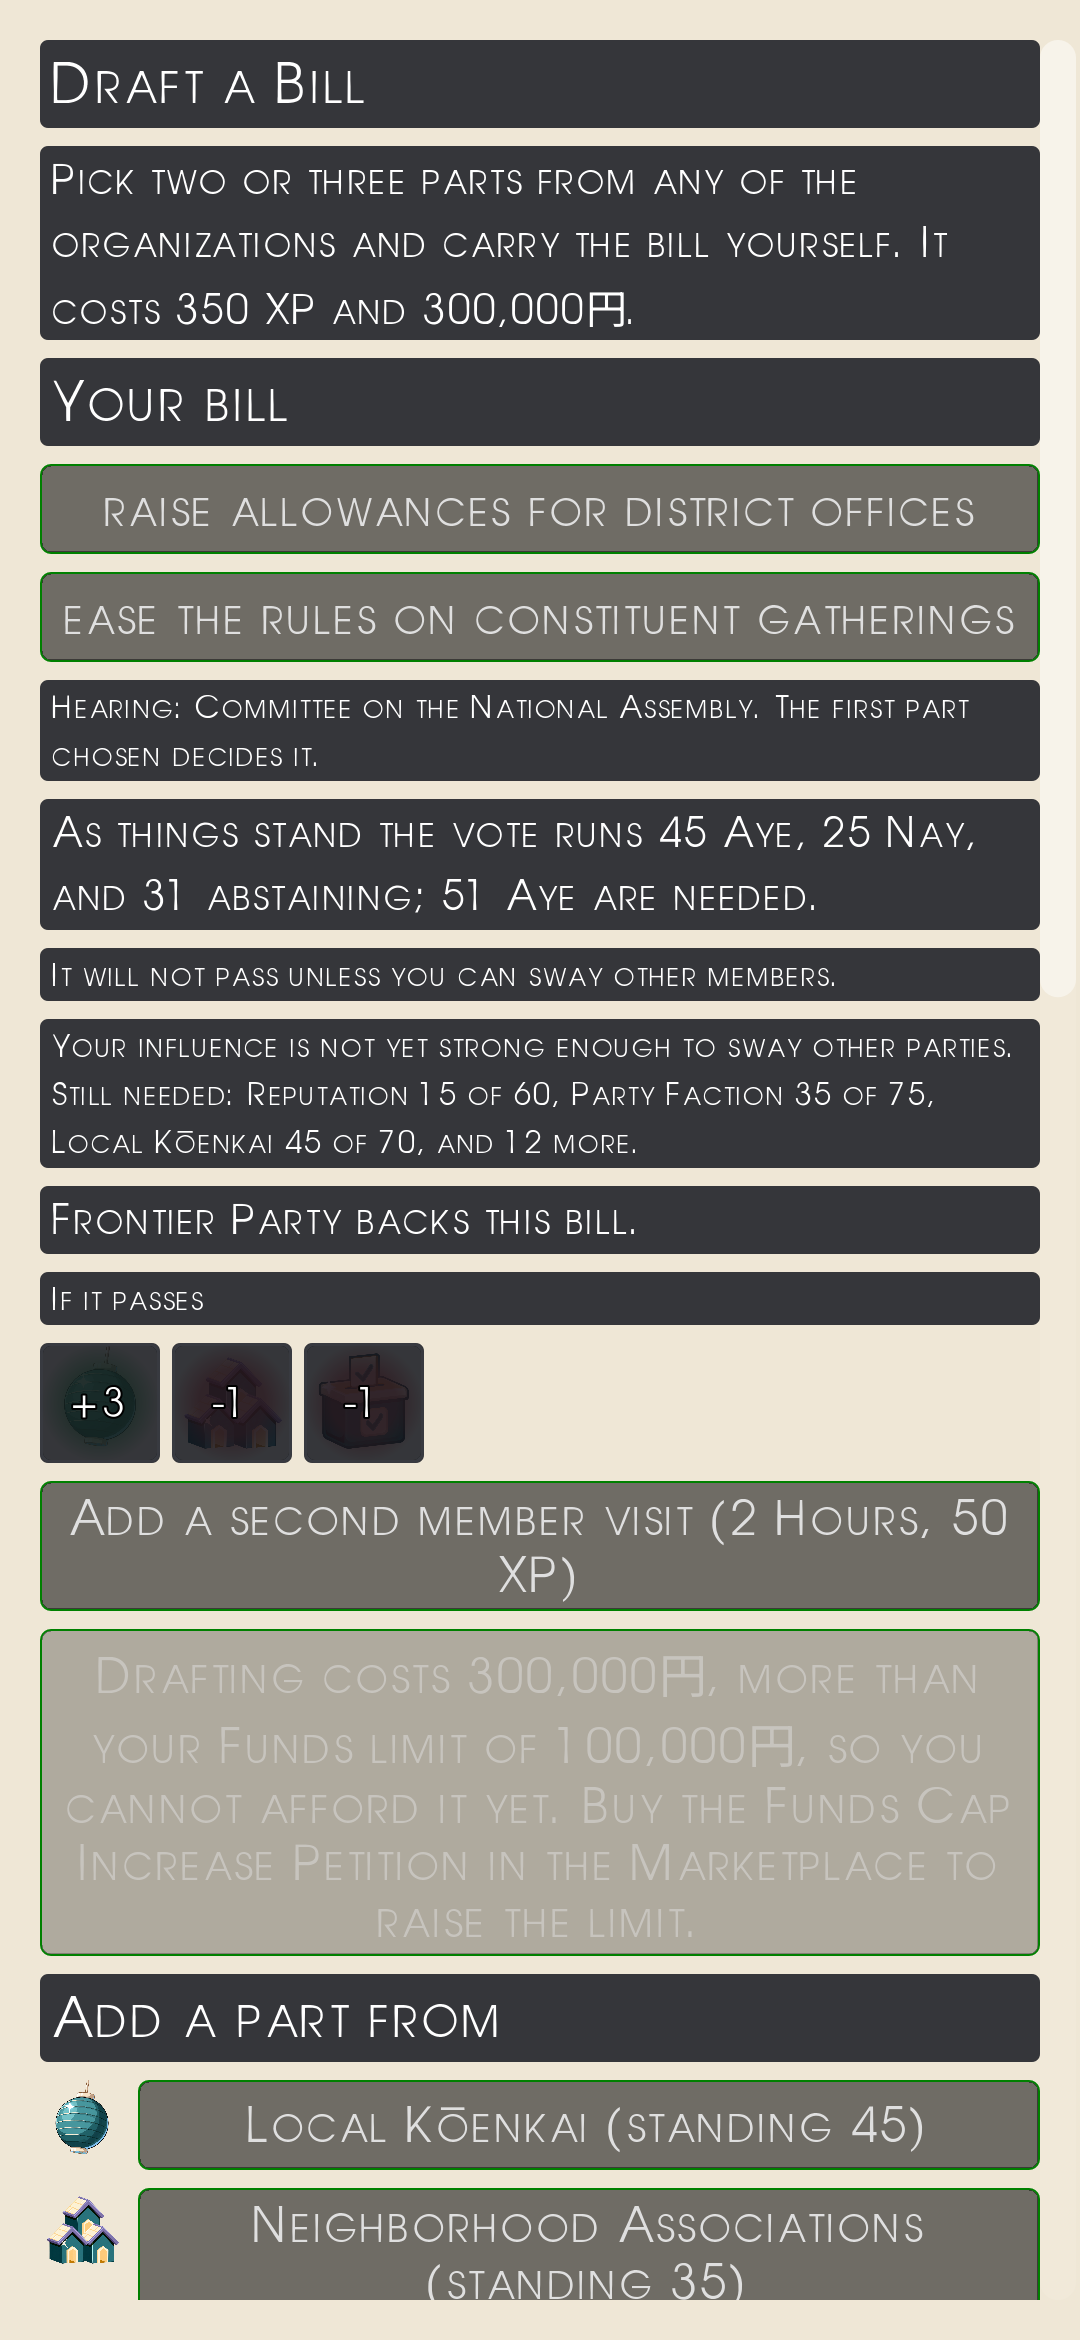 Draft a Bill
Pick two or three parts from any of the
organizations and carry the bill yourself. It
costs 350 XP and 300,000円.
Your bill
raise allowances for district offices
ease the rules on constituent gatherings
Hearing: Committee on the National Assembly. The first part
chosen decides it.
As things stand the vote runs 45 Aye, 25 Nay,
and 31 abstaining; 51 Aye are needed.
It will not pass unless you can sway other members.
Your influence is not yet strong enough to sway other parties.
Still needed: Reputation 15 of 60, Party Faction 35 of 75,
Local Kōenkai 45 of 70, and 12 more.
Frontier Party backs this bill.
If it passes
+3 -1 -1
Add a second member visit (2 Hours, 50
XP)
Drafting costs 300,000円, more than
your Funds limit of 100,000円, so you
cannot afford it yet. Buy the Funds Cap
Increase Petition in the Marketplace to
raise the limit.
Add a part from
Local Kōenkai (standing 45)
Neighborhood Associations
(standing 35)